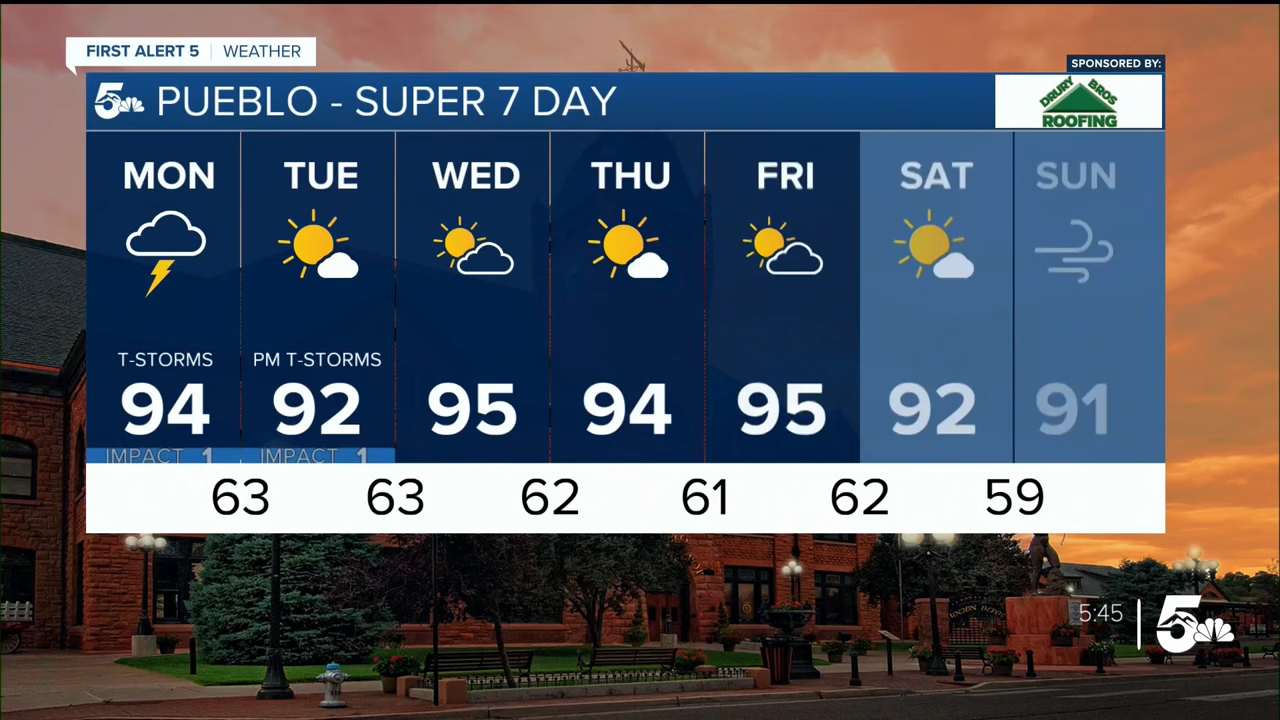 FIRST ALERT 5 | WEATHER
SPONSORED BY:
5 PUEBLO - SUPER 7 DAY
DRURY BROS
ROOFING
MON TUE WED THU FRI SAT SUN
T-STORMS PM T-STORMS
94 92 95 94 95 92 91
IMPACT 1 IMPACT 1
63 63 62 61 62 59
5:45 5